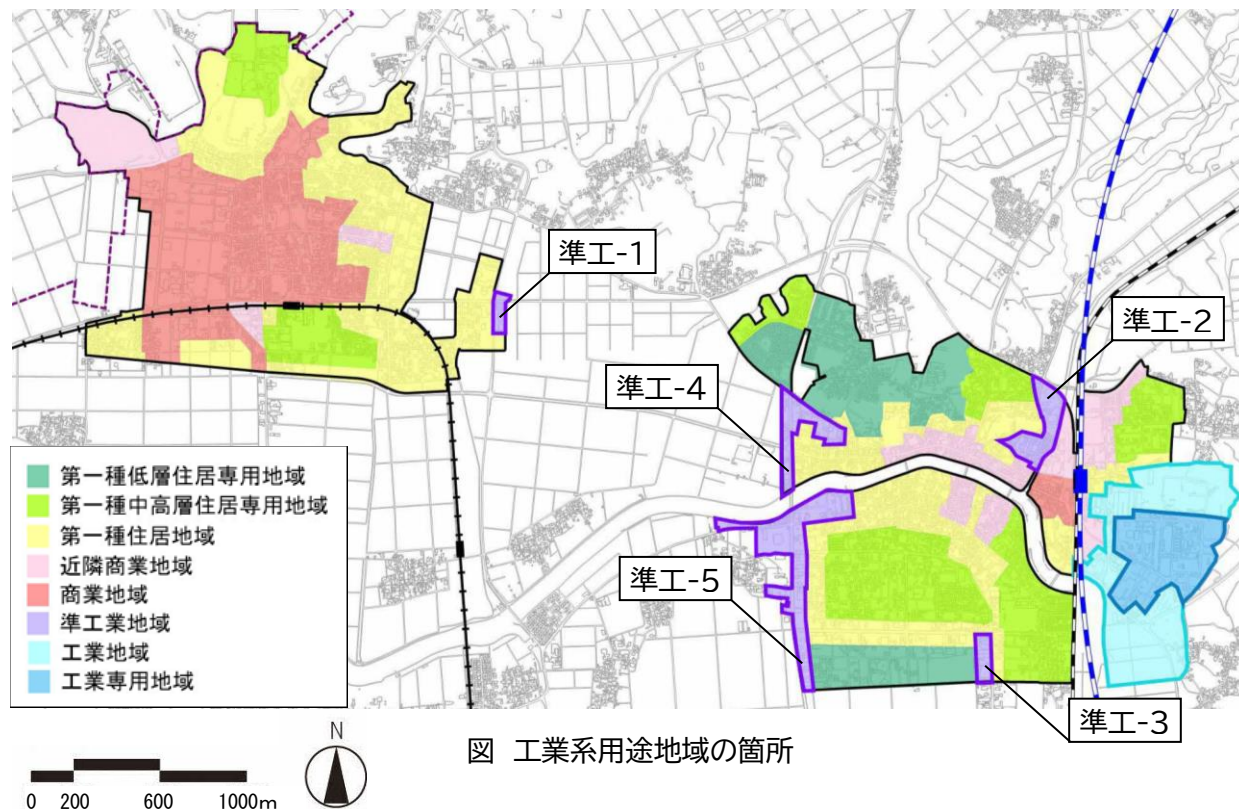 準工-1
準工-2
準工-4
準工-5
準工-3
第一種低層住居専用地域
第一種中高層住居専用地域
第一種住居地域
近隣商業地域
商業地域
準工業地域
工業地域
工業専用地域
N
0 200 600 1000m
図 工業系用途地域の箇所